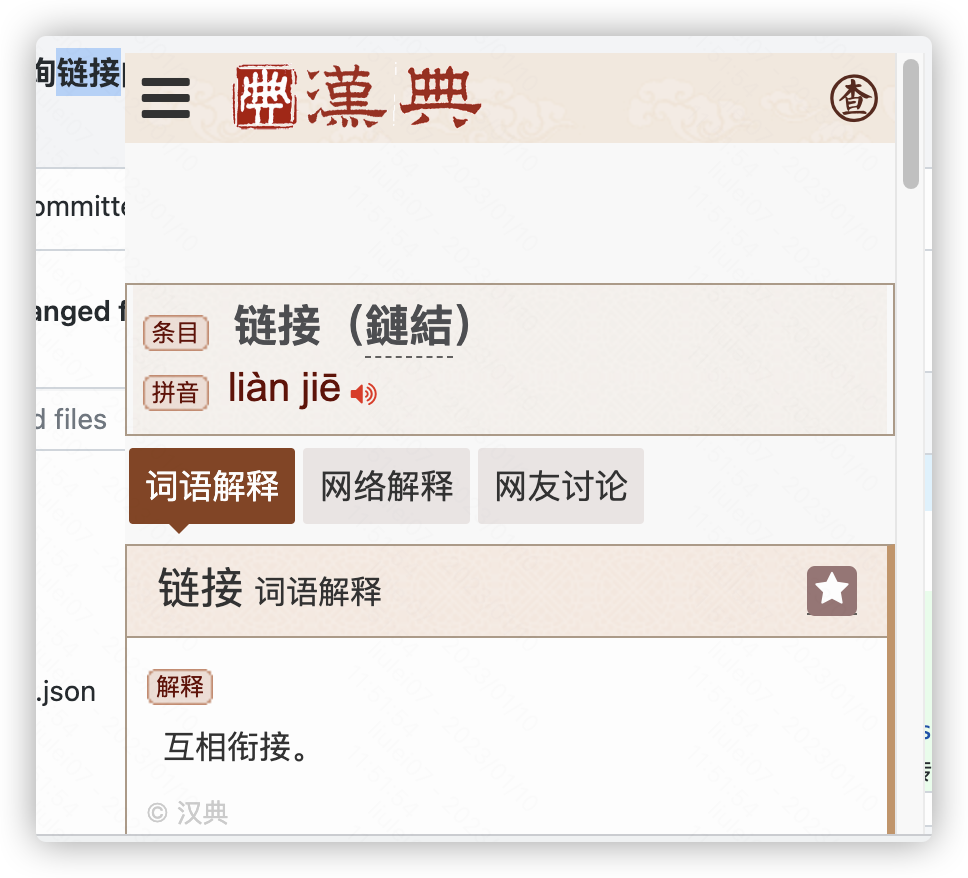 询链接
典 漢典
查
ommitte
条目 链接（鏈結）
anged f
拼音 liàn jiē
d files
词语解释 网络解释 网友讨论
链接 词语解释
解释
.json
互相衔接。
© 汉典